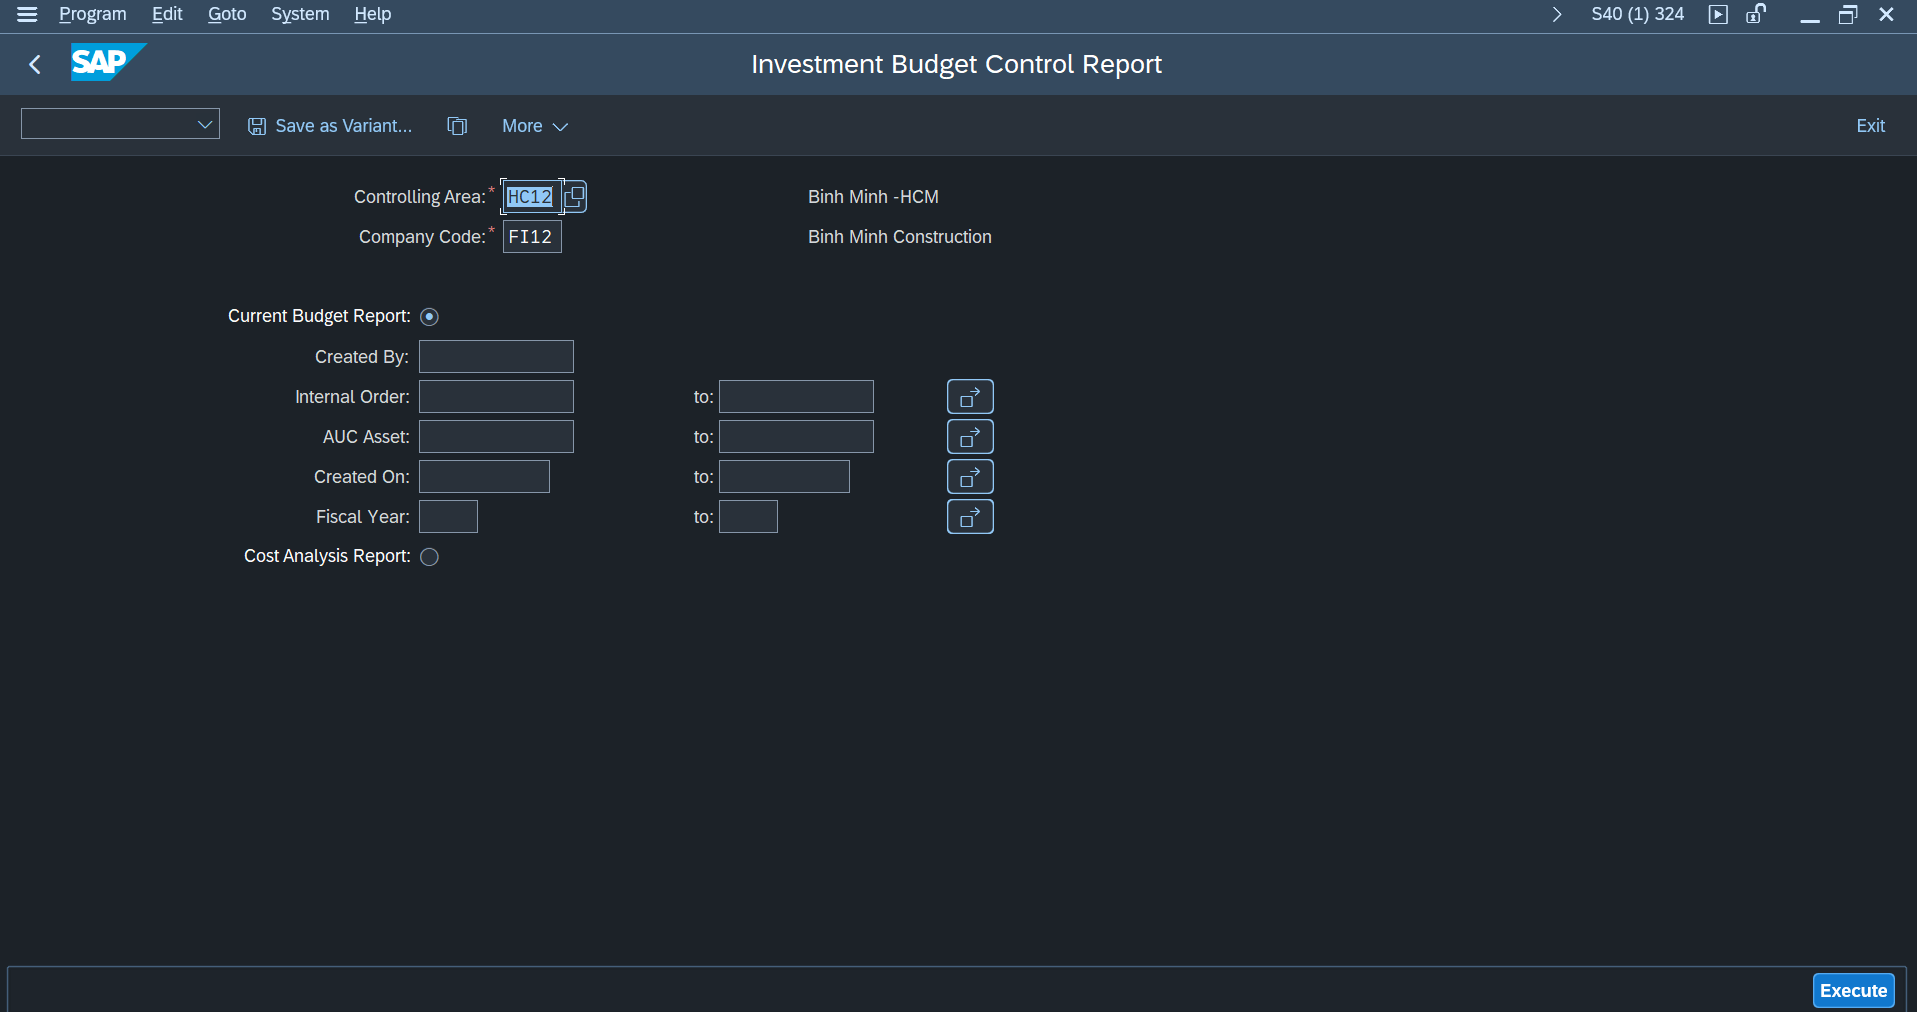 Program Edit Goto System Help S40 (1) 324
SAP Investment Budget Control Report
Save as Variant... More Exit
Controlling Area:* HC12 Binh Minh -HCM
Company Code:* FI12 Binh Minh Construction
Current Budget Report:
Created By:
Internal Order: to:
AUC Asset: to:
Created On: to:
Fiscal Year: to:
Cost Analysis Report:
Execute